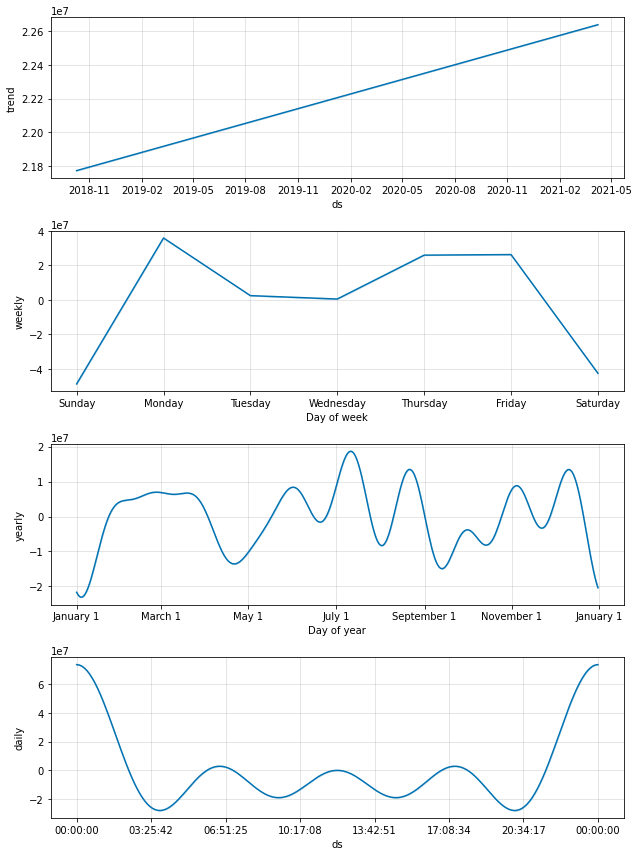 1e7
2.26
2.24
2.22
2.20
2.18
trend
2018-11 2019-02 2019-05 2019-08 2019-11 2020-02 2020-05 2020-08 2020-11 2021-02 2021-05
ds
1e7
4
2
0
−2
−4
weekly
Sunday Monday Tuesday Wednesday Thursday Friday Saturday
Day of week
1e7
2
1
0
−1
−2
yearly
January 1 March 1 May 1 July 1 September 1 November 1 January 1
Day of year
1e7
6
4
2
0
−2
daily
00:00:00 03:25:42 06:51:25 10:17:08 13:42:51 17:08:34 20:34:17 00:00:00
ds